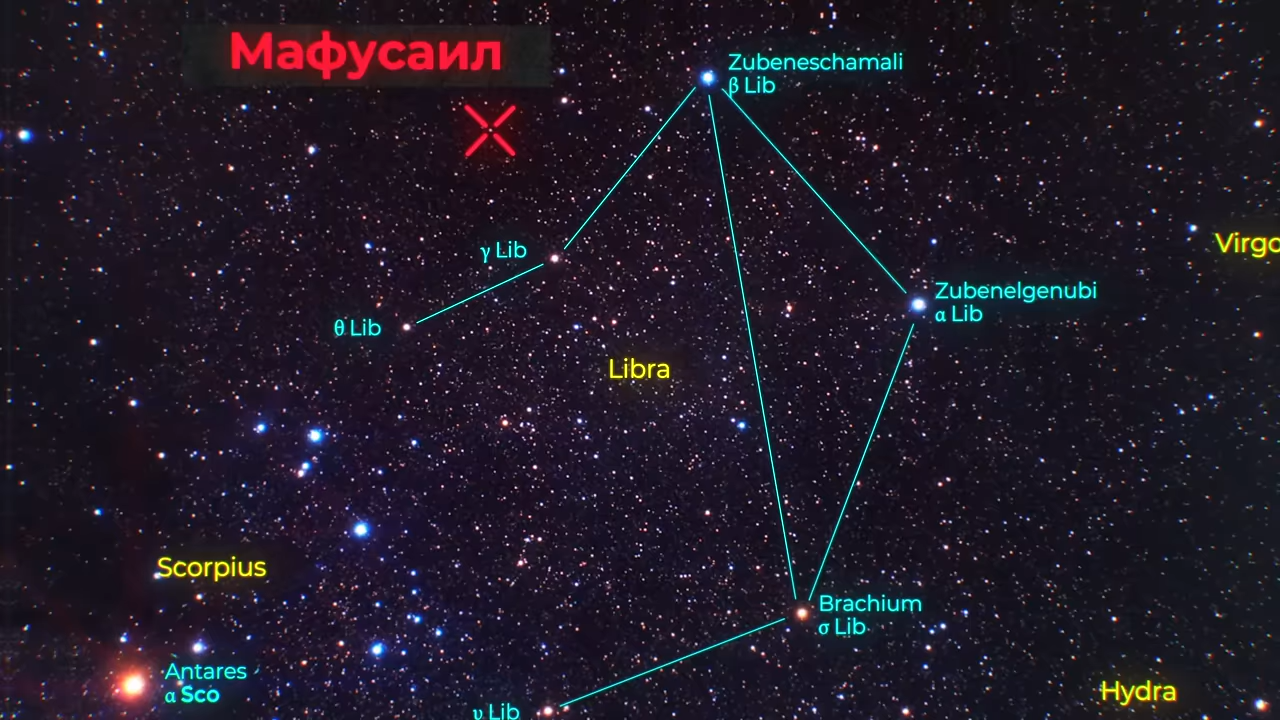 Мафусаил
Zubeneschamali
β Lib
γ Lib
Virgo
Zubenelgenubi
α Lib
θ Lib
Libra
Scorpius
Brachium
σ Lib
Antares
α Sco
Hydra
υ Lib